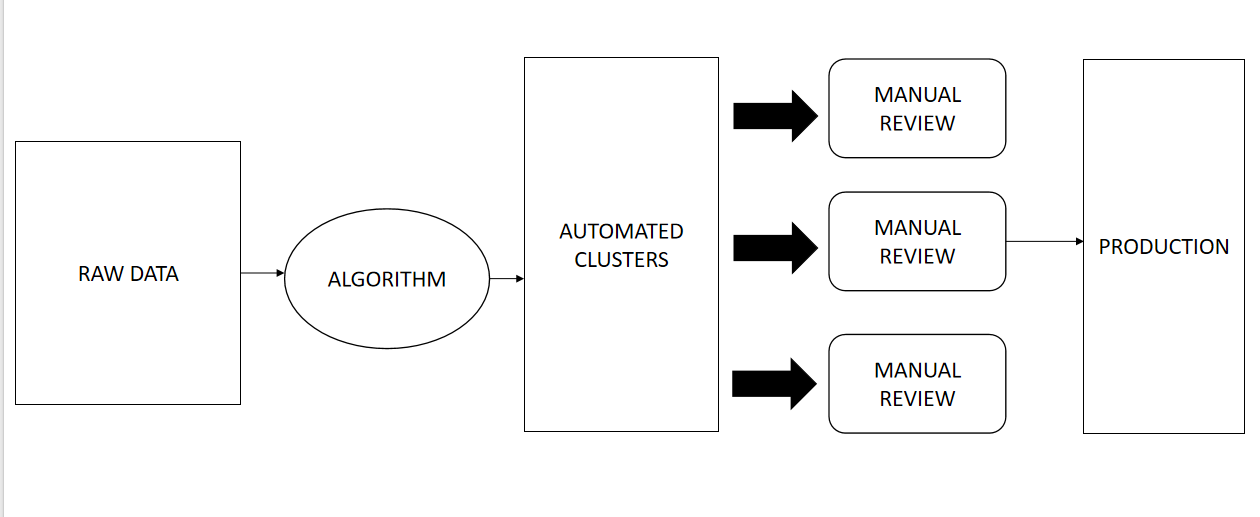 RAW DATA
ALGORITHM
AUTOMATED
CLUSTERS
MANUAL
REVIEW
MANUAL
REVIEW
MANUAL
REVIEW
PRODUCTION